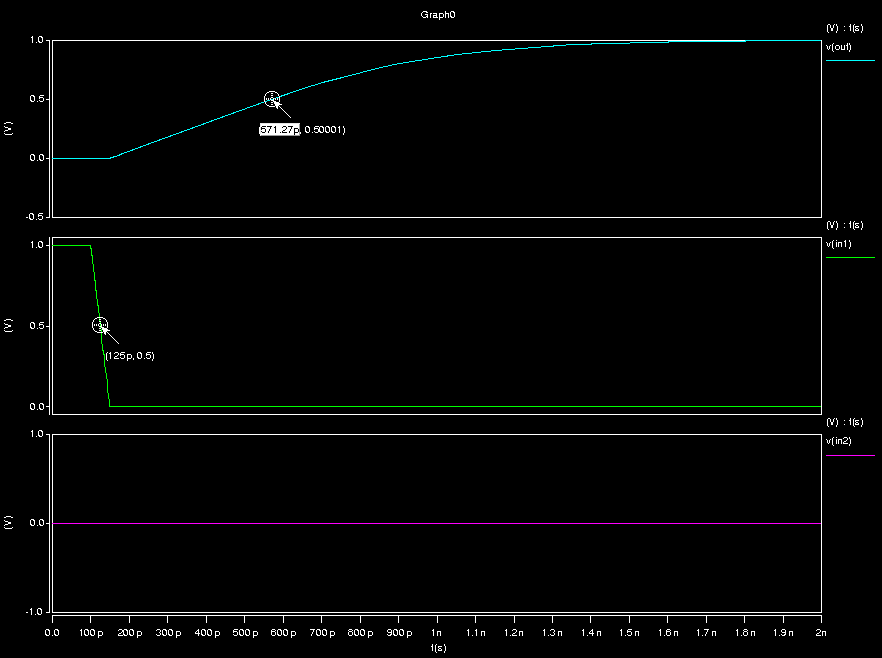 Graph0
(V) : t(s)
v(out)
1.0
0.5
0.0
-0.5
(V)
(571.27p, 0.50001)
(V) : t(s)
v(in1)
1.0
0.5
0.0
(V)
(125p, 0.5)
(V) : t(s)
v(in2)
1.0
0.0
-1.0
(V)
0.0 100p 200p 300p 400p 500p 600p 700p 800p 900p 1n 1.1n 1.2n 1.3n 1.4n 1.5n 1.6n 1.7n 1.8n 1.9n 2n
t(s)